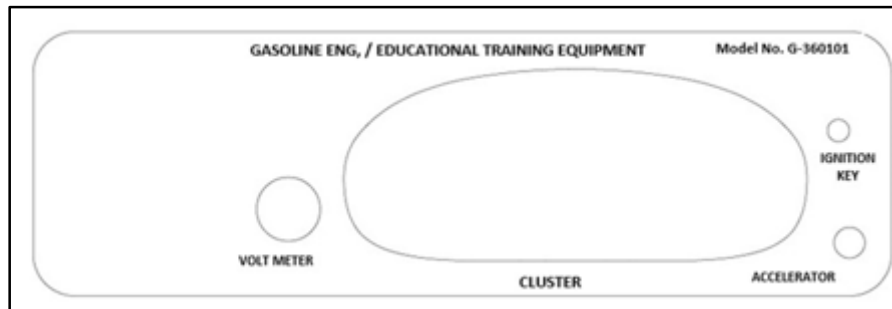 GASOLINE ENG, / EDUCATIONAL TRAINING EQUIPMENT
Model No. G-360101
IGNITION
KEY
VOLT METER
CLUSTER
ACCELERATOR